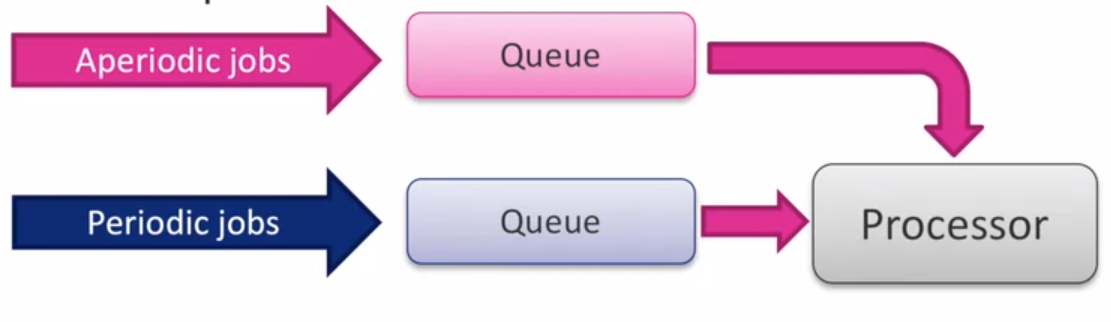 Aperiodic jobs
Queue
Periodic jobs
Queue
Processor